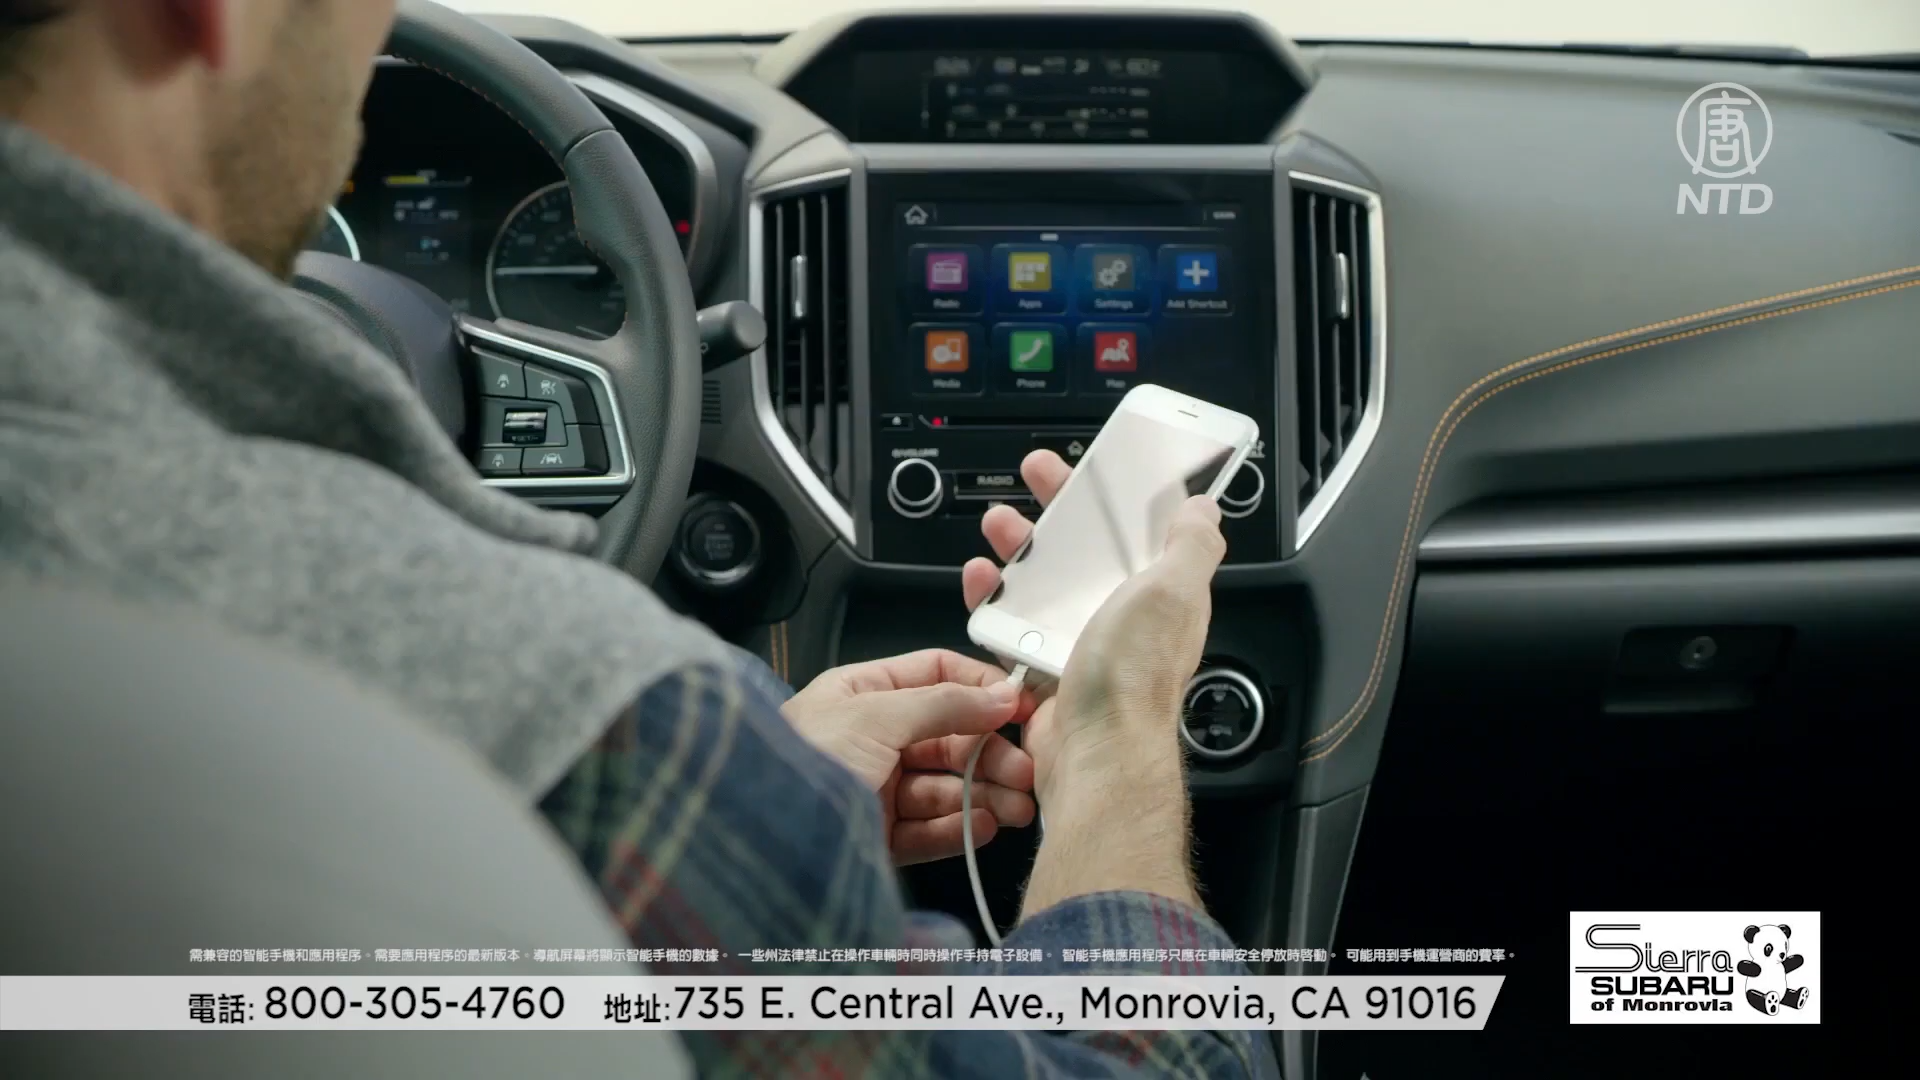 唐
NTD
Radio
Apps
Settings
Add Shortcut
Media
Phone
Map
VOLUME
RADIO
SET/-
需兼容的智能手機和應用程序。需要應用程序的最新版本。導航屏幕將顯示智能手機的數據。 一些州法律禁止在操作車輛時同時操作手持電子設備。 智能手機應用程序只應在車輛安全停放時啓動。 可能用到手機運營商的費率。
電話: 800-305-4760 地址:735 E. Central Ave., Monrovia, CA 91016
Sierra
SUBARU
of Monrovia